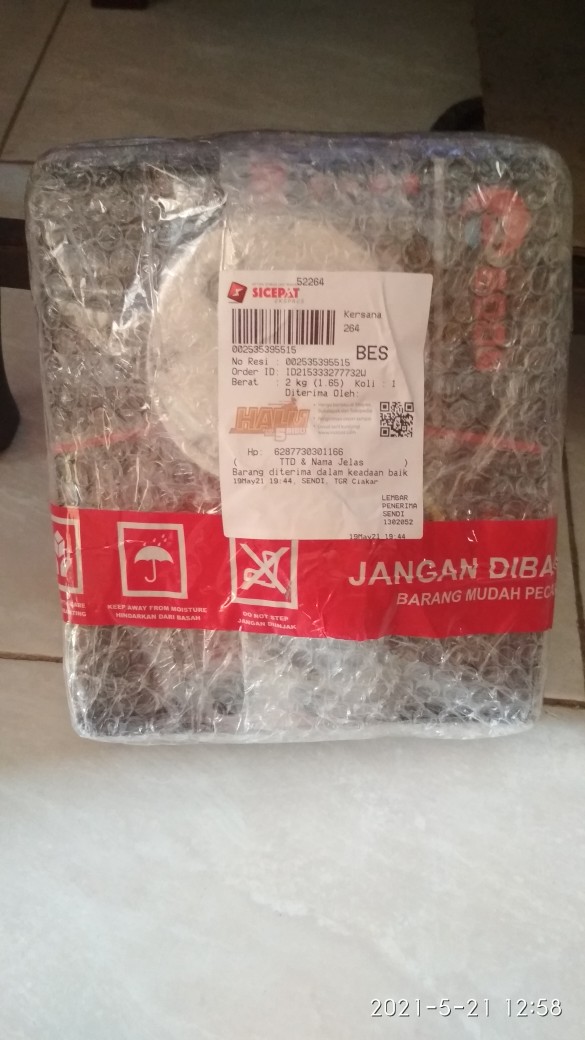 52264
SICEPAT
EKSPRES
Kermana
264
002535395515
BES
No Resi : 002535395515
Order ID: ID215333277732W
Berat : 2 kg (1.65) Koli : 1
Diterima Oleh:
HALU
Hp: 6287730301166
( TTD & Nama Jelas )
Barang diterima dalam keadaan baik
19May21 19:44, SENDI, TGR Ciakar
LEMBAR
PENERIMA
SENDI
1302052
19May21 19:44
JANGAN DIBA
BARANG MUDAH PECA
KEEP AWAY FROM MOISTURE
HINDARKAN DARI BASAH
DO NOT STEP
JANGAN DIINJAK
2021-5-21 12:58